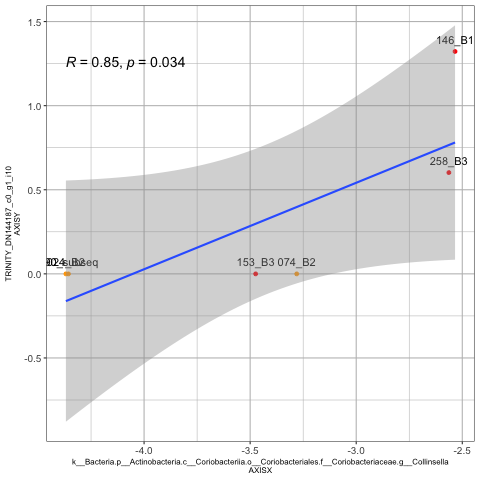 146_B1
R = 0.85, p = 0.034
258_B3
153_B3 074_B2
1.5
1.0
0.5
0.0
-0.5
-4.0
-3.5
-3.0
-2.5
TRINITY_DN144187_c0_g1_i10
AXISY
k__Bacteria.p__Actinobacteria.c__Coriobacteriia.o__Coriobacteriales.f__Coriobacteriaceae.g__Collinsella
AXISX